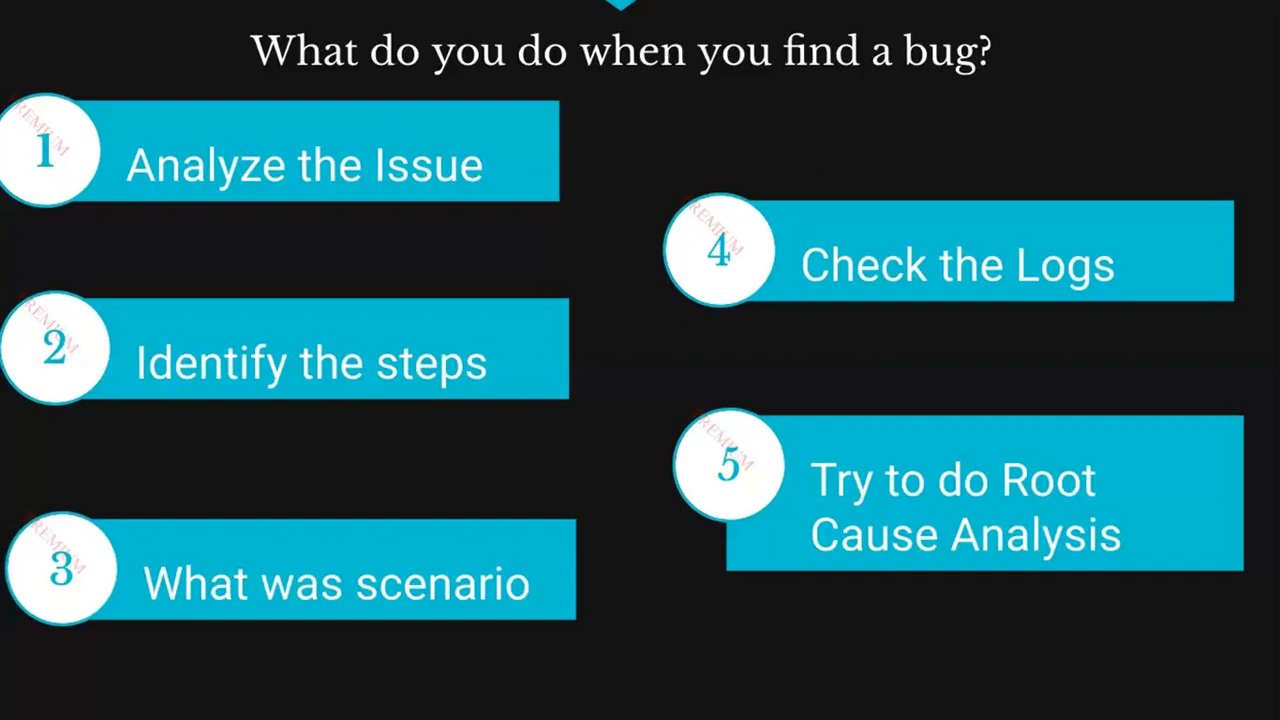 What do you do when you find a bug?
1
Analyze the Issue
2
Identify the steps
3
What was scenario
4
Check the Logs
5
Try to do Root
Cause Analysis